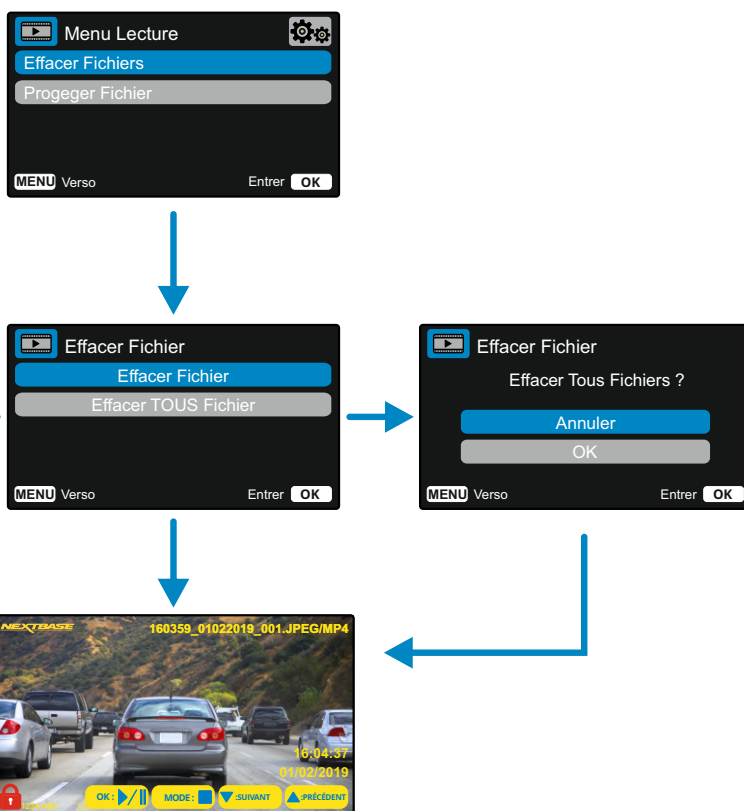 Menu Lecture
Effacer Fichiers
Progeger Fichier
MENU Verso Entrer OK
Effacer Fichier
Effacer Fichier
Effacer TOUS Fichier
MENU Verso Entrer OK
Effacer Fichier
Effacer Tous Fichiers ?
Annuler
OK
MENU Verso Entrer OK
NEXTBASE 160359_01022019_001.JPEG/MP4
16:04:37
01/02/2019
OK : MODE : :SUIVANT :PRÉCÉDENT